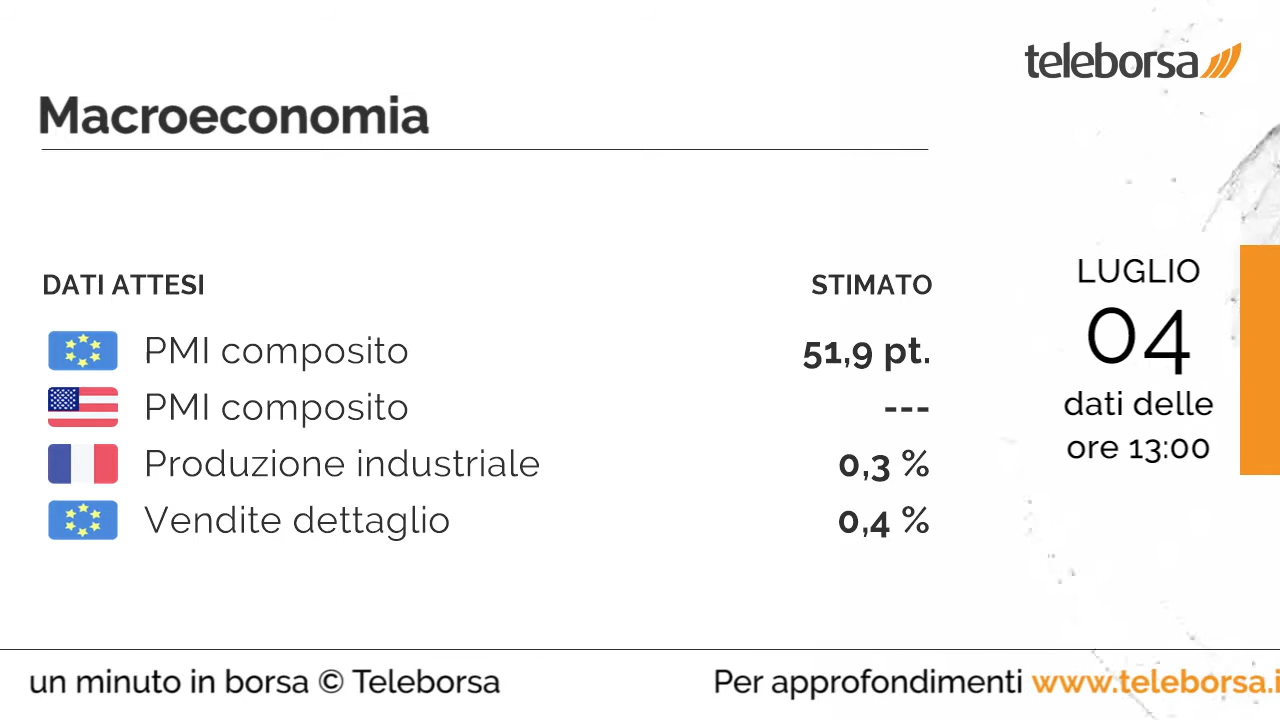 teleborsa
Macroeconomia
DATI ATTESI STIMATO
PMI composito 51,9 pt.
PMI composito ---
Produzione industriale 0,3 %
Vendite dettaglio 0,4 %
LUGLIO
04
dati delle
ore 13:00
un minuto in borsa © Teleborsa Per approfondimenti www.teleborsa.i